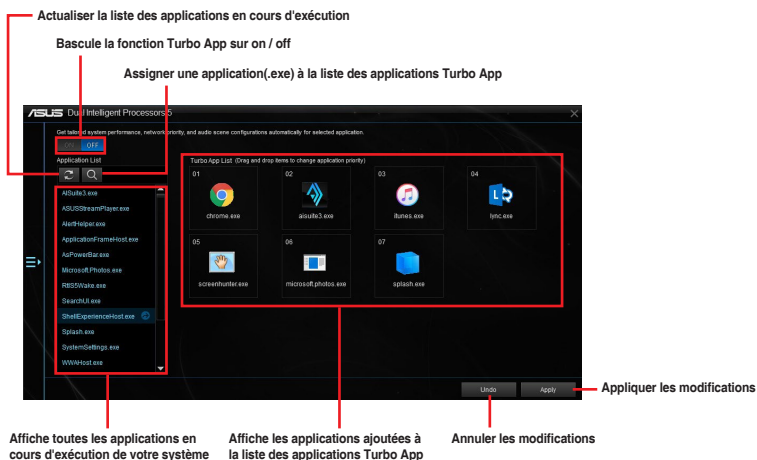 Actualiser la liste des applications en cours d'exécution
Bascule la fonction Turbo App sur on / off
Assigner une application(.exe) à la liste des applications Turbo App
ASUS Dual Intelligent Processors 5
Get tailored system performance, network priority, and audio scene configurations automatically for selected application.
ON OFF
Application List
Turbo App List (Drag and drop items to change application priority)
AISuite3.exe
ASUSStreamPlayer.exe
AlertHelper.exe
ApplicationFrameHost.exe
AsPowerBar.exe
Microsoft.Photos.exe
RtlS5Wake.exe
SearchUI.exe
ShellExperienceHost.exe
Splash.exe
SystemSettings.exe
WWAHost.exe
01
chrome.exe
02
aisuite3.exe
03
itunes.exe
04
lync.exe
05
screenhunter.exe
06
microsoft.photos.exe
07
splash.exe
Undo
Apply
Appliquer les modifications
Affiche toutes les applications en
cours d'exécution de votre système
Affiche les applications ajoutées à
la liste des applications Turbo App
Annuler les modifications